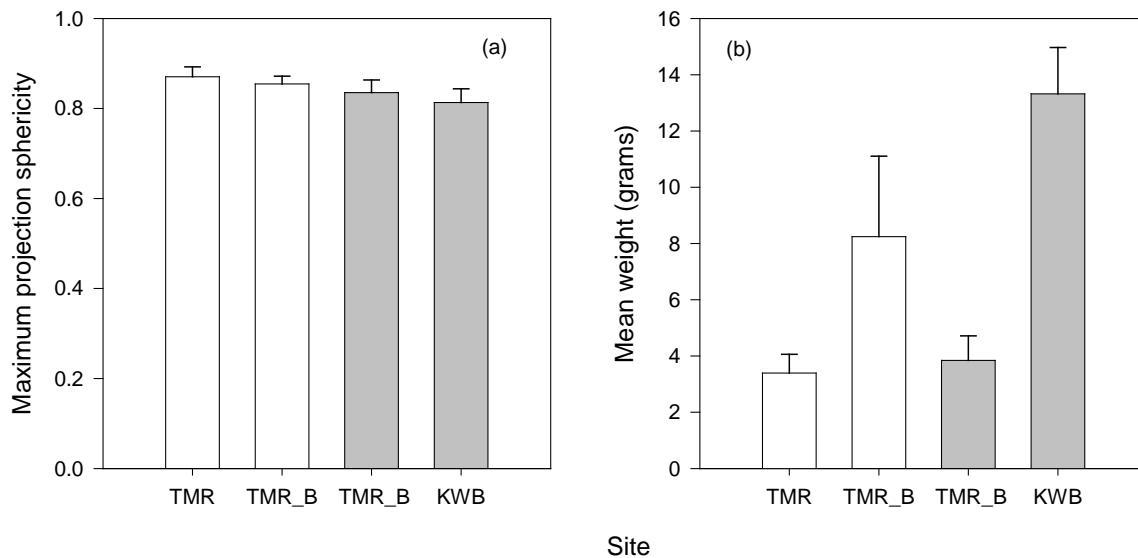 Maximum projection sphericity
1.0
0.8
0.6
0.4
0.2
0.0
(a)
TMR TMR_B TMR_B KWB
Mean weight (grams)
16
14
12
10
8
6
4
2
0
(b)
TMR TMR_B TMR_B KWB
Site